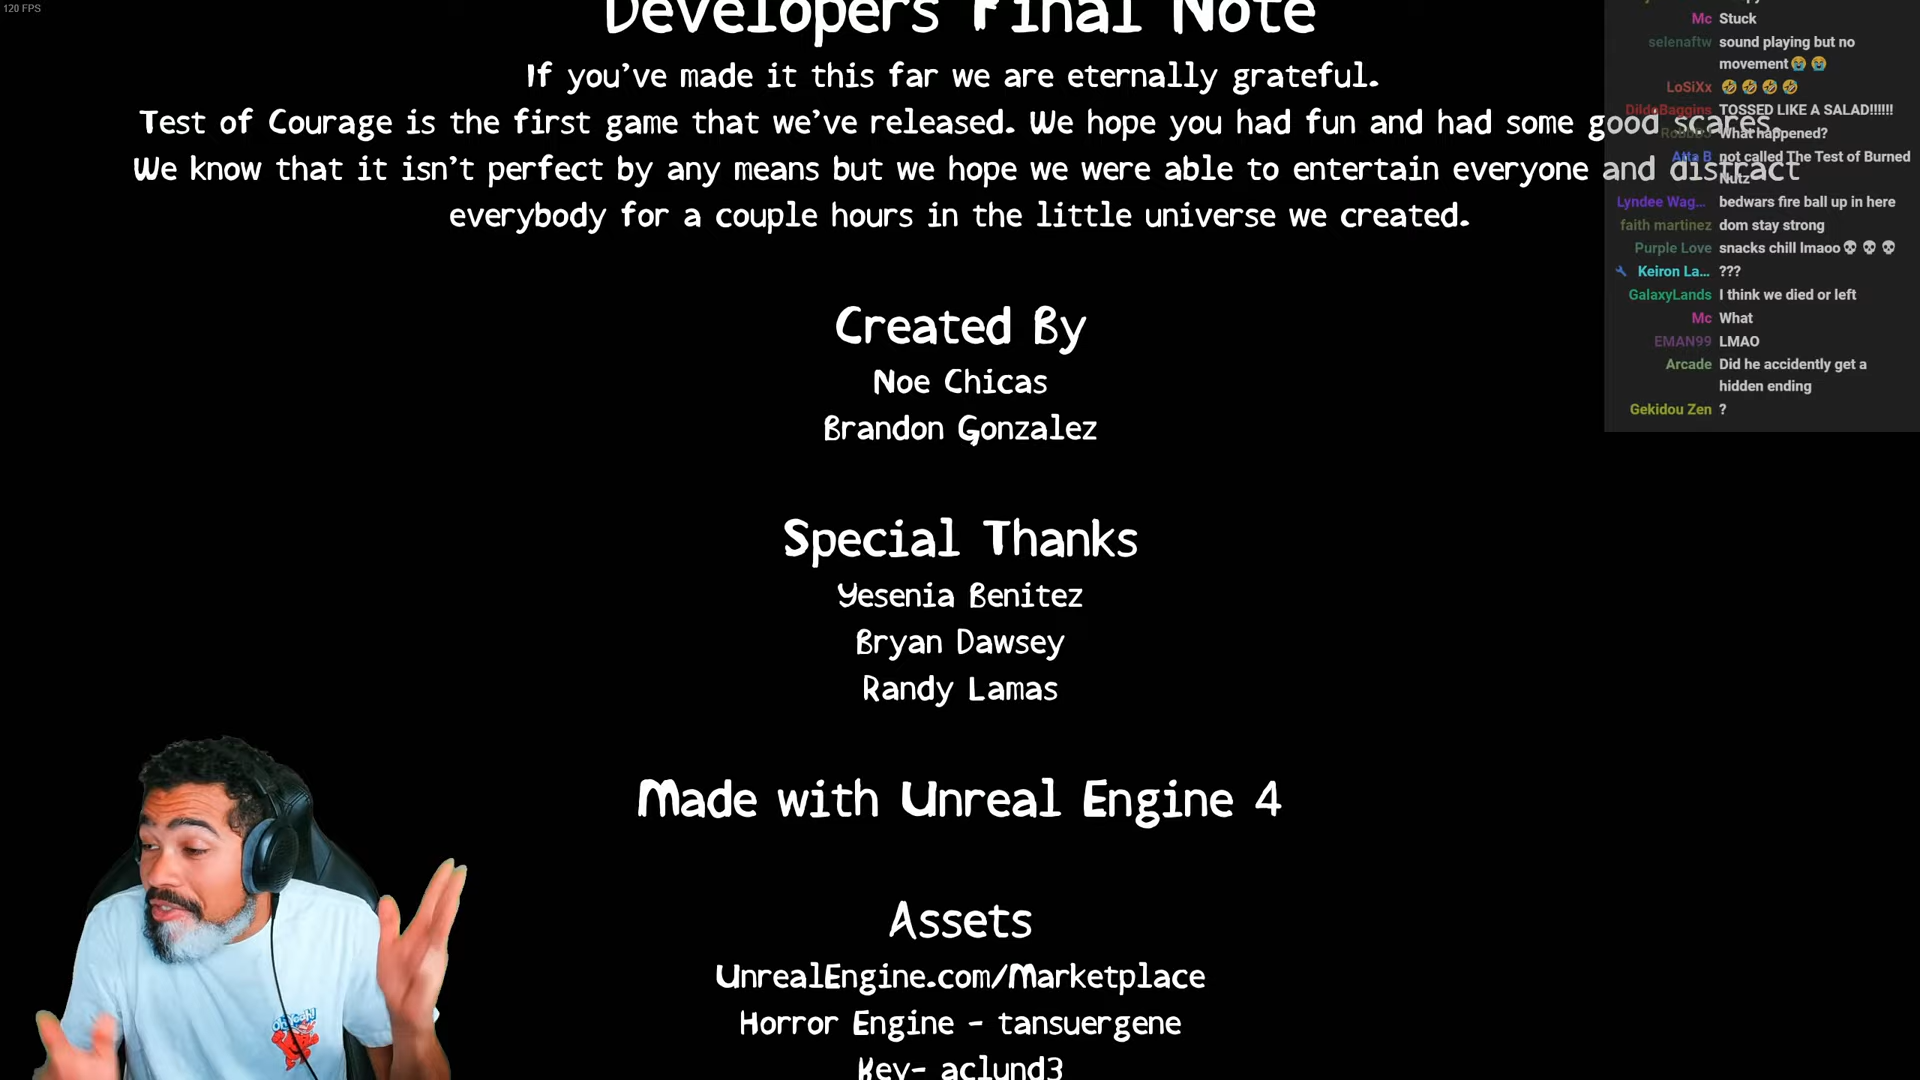 120 FPS
Developers Final Note
If you've made it this far we are eternally grateful.
Test of Courage is the first game that we've released. We hope you had fun and had some good scares.
We know that it isn't perfect by any means but we hope we were able to entertain everyone and distract
everybody for a couple hours in the little universe we created.
Created By
Noe Chicas
Brandon Gonzalez
Special Thanks
Yesenia Benitez
Bryan Dawsey
Randy Lamas
Made with Unreal Engine 4
Assets
UnrealEngine.com/Marketplace
Horror Engine - tansuergene
Key- aclund3
Mc Stuck
selenaftw sound playing but no
movement😭 😭
LoSiXx 🤣 🤣 🤣 🤣
DildoBaggins TOSSED LIKE A SALAD!!!!!!
What happened?
Atta B not called The Test of Burned
Nutz
Lyndee Wag... bedwars fire ball up in here
faith martinez dom stay strong
Purple Love snacks chill lmaoo💀 💀 💀
Keiron La... ???
GalaxyLands I think we died or left
Mc What
EMAN99 LMAO
Arcade Did he accidently get a
hidden ending
Gekidou Zen ?